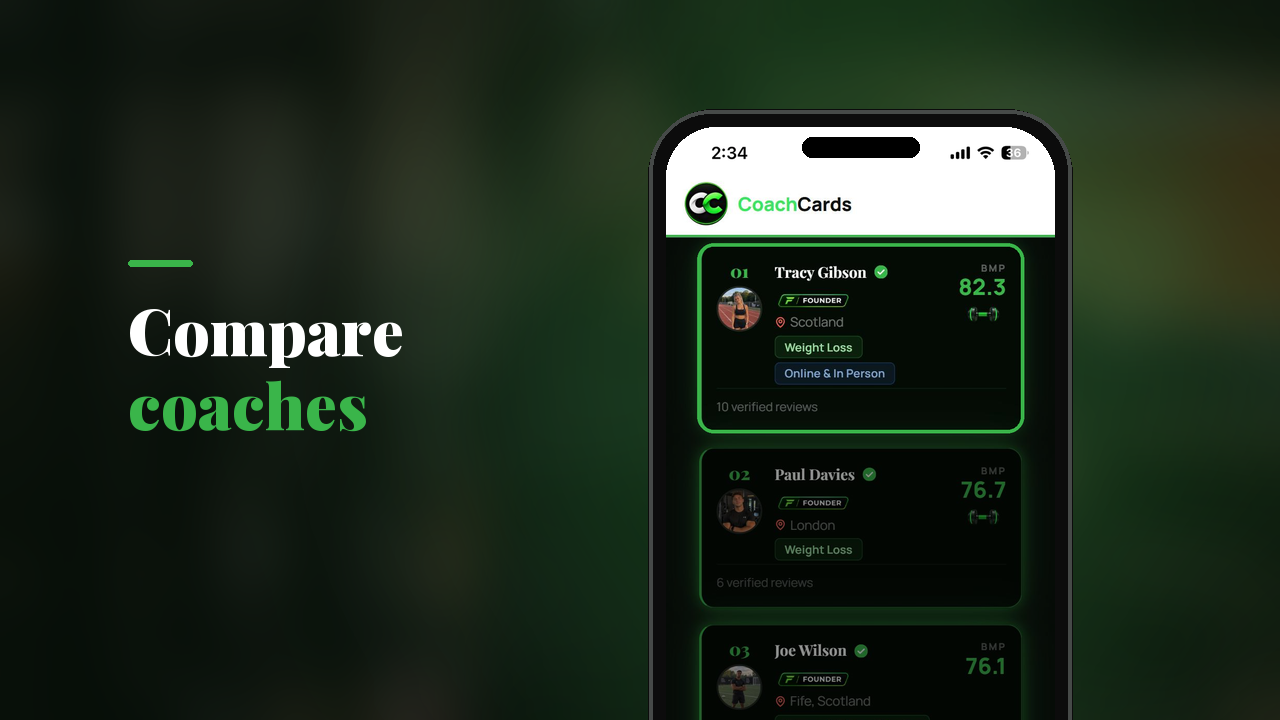 Compare
coaches
2:34
36
CC CoachCards
01 Tracy Gibson
BMP
82.3
FOUNDER
Scotland
Weight Loss
Online & In Person
10 verified reviews
02 Paul Davies
BMP
76.7
FOUNDER
London
Weight Loss
6 verified reviews
03 Joe Wilson
BMP
76.1
FOUNDER
Fife, Scotland